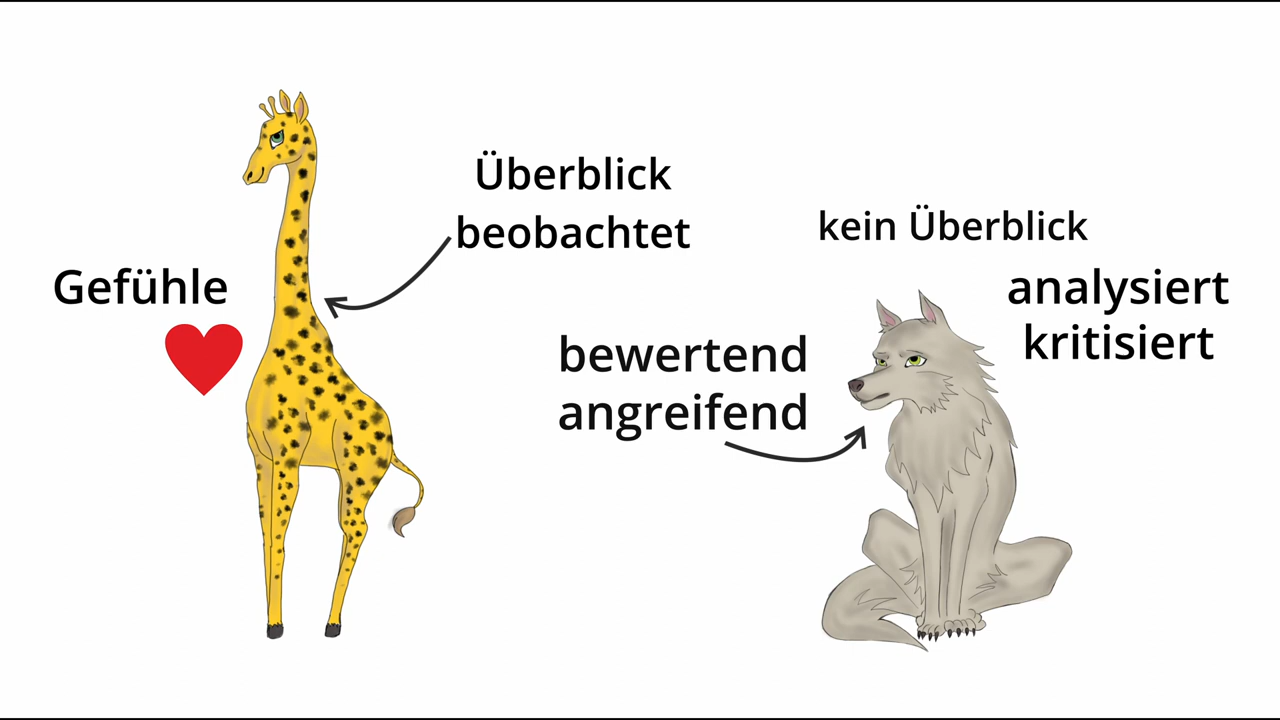 Überblick
beobachtet
Gefühle
kein Überblick
analysiert
kritisiert
bewertend
angreifend